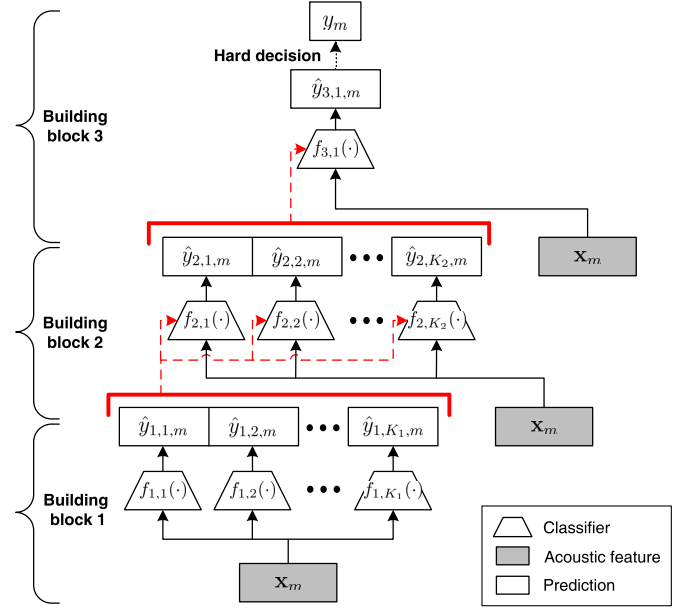 y_m
Hard decision
ŷ_{3,1,m}
Building
block 3
f_{3,1}(·)
ŷ_{2,1,m} ŷ_{2,2,m} ••• ŷ_{2,K_2,m}
x_m
f_{2,1}(·) f_{2,2}(·) ••• f_{2,K_2}(·)
Building
block 2
ŷ_{1,1,m} ŷ_{1,2,m} ••• ŷ_{1,K_1,m}
x_m
f_{1,1}(·) f_{1,2}(·) ••• f_{1,K_1}(·)
Building
block 1
x_m
Classifier
Acoustic feature
Prediction